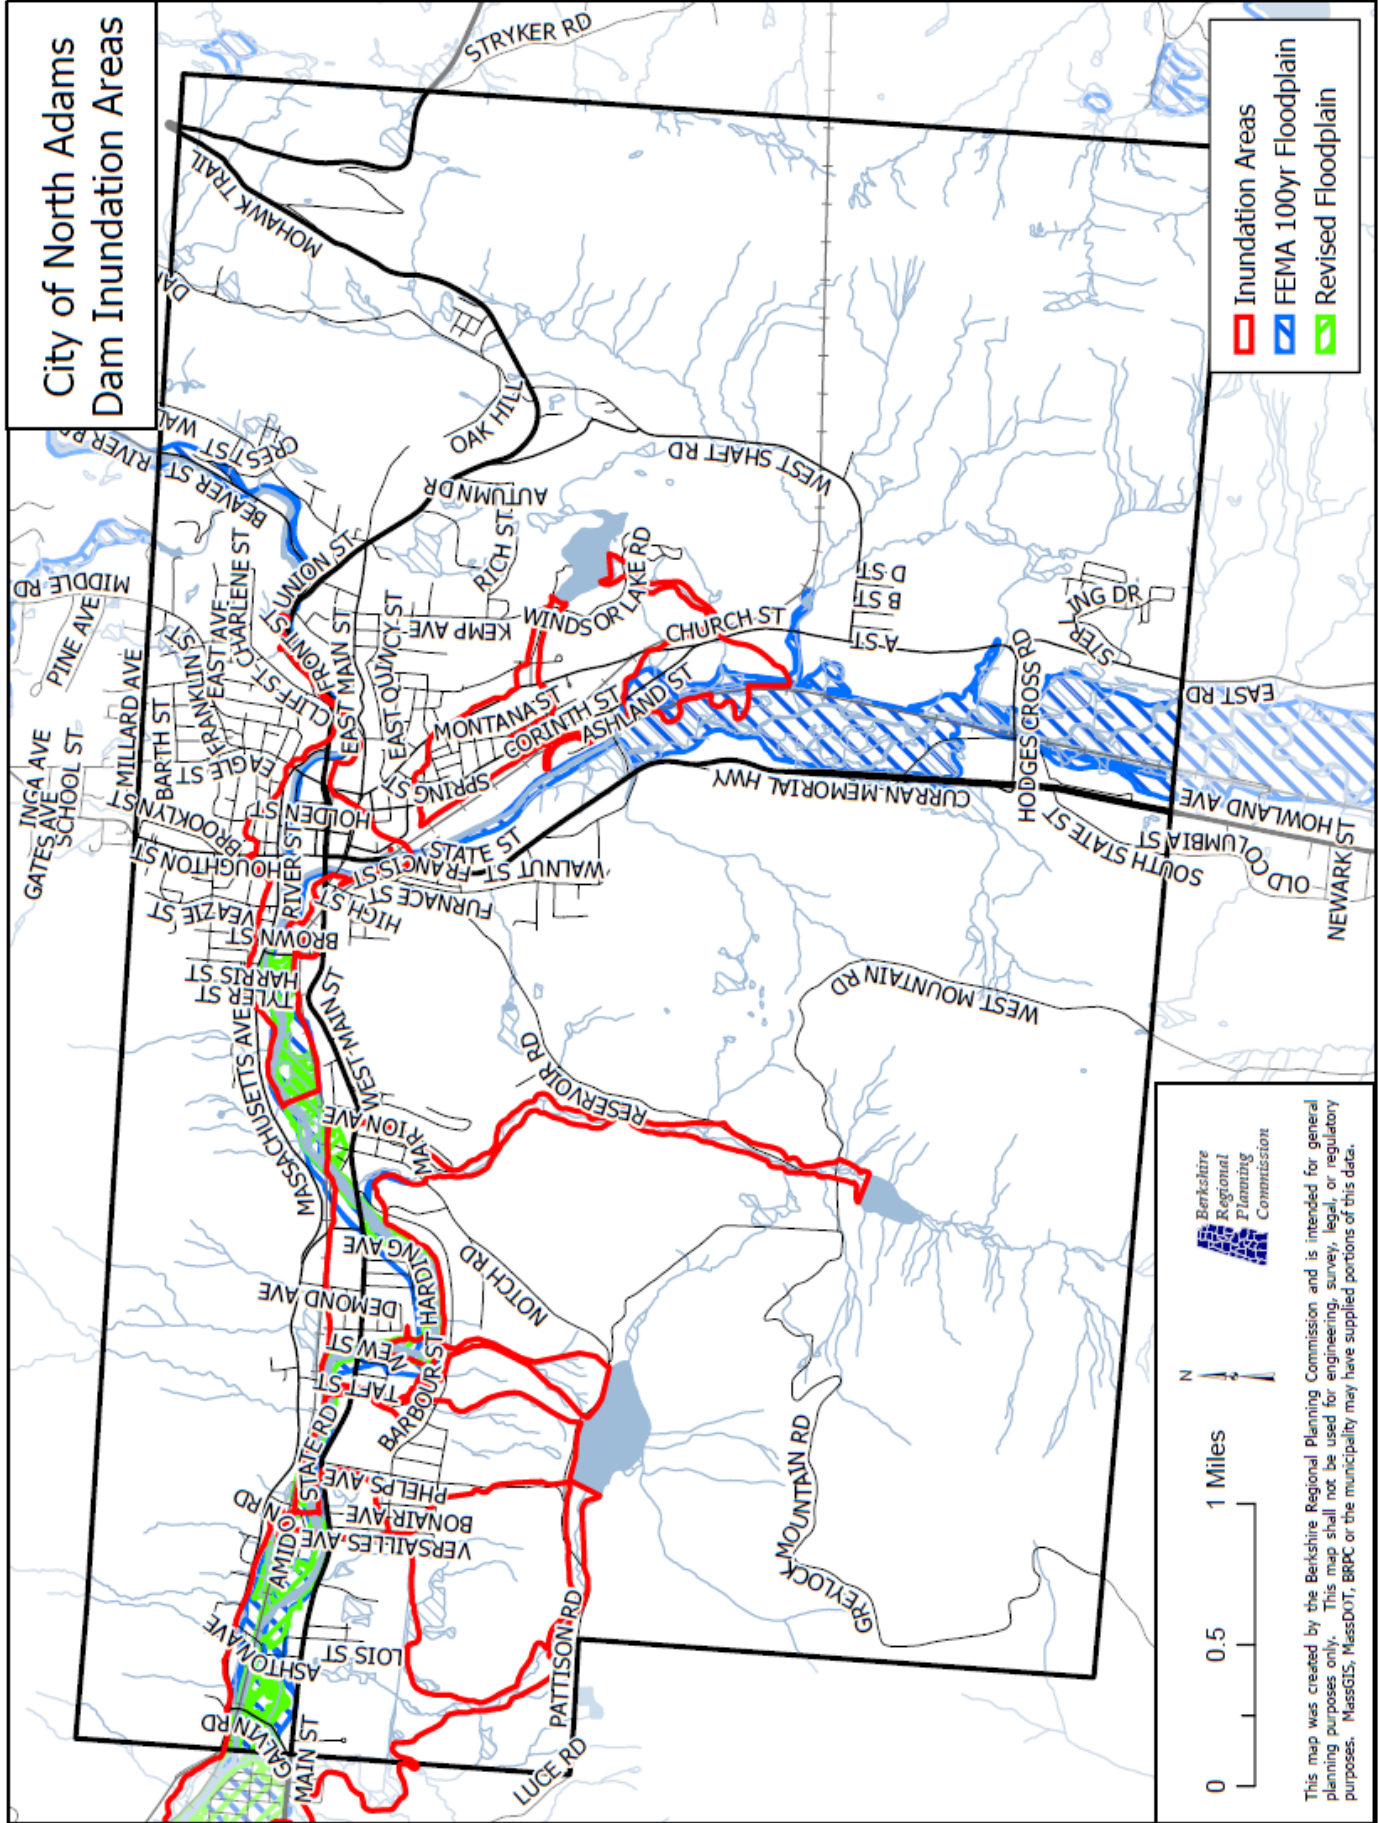 City of North Adams
Dam Inundation Areas
STRYKER RD
MOHAWK TRAIL
OAK HILL
AUTUMN DR
RICH ST
WEST SHAFT RD
WINDSOR LAKE RD
KEMP AVE
CHURCH ST
D ST
B ST
A ST
STERLING DR
EAST RD
HODGES CROSS RD
HOWLAND AVE
OLD COLUMBIA ST
NEWARK ST
SOUTH STATE ST
CURRAN MEMORIAL HWY
CREST ST
BEAVER ST
MIDDLE RD
PINE AVE
INCA AVE
GATES AVE
SCHOOL ST
MILLARD AVE
BARTH ST
FRANKLIN ST
EAST AVE
CHARLENE ST
CLIFF ST
FRONT ST
UNION ST
EAST MAIN ST
EAST QUINCY ST
EAGLE ST
BROOKLYN ST
HOUGHTON ST
HOLDEN ST
RIVER ST
MONTANA ST
CORINTH ST
ASHLAND ST
SPRING ST
STATE ST
FRANCIS ST
WALNUT ST
FURNACE ST
HIGH ST
VEAZIE ST
BROWN ST
HARRIS ST
TYLER ST
MASSACHUSETTS AVE
WEST MAIN ST
MARION AVE
RESERVOIR RD
WEST MOUNTAIN RD
HARDING AVE
DEMOND AVE
NOTCH RD
NEW ST
TAFT ST
BARBOUR ST
STATE RD
PHELPS AVE
BONAIR AVE
VERSAILLES AVE
AMIDON RD
ASHTON AVE
LOIS ST
GALVIN RD
MAIN ST
PATTISON RD
LUCE RD
GREYLOCK MOUNTAIN RD
Inundation Areas
FEMA 100yr Floodplain
Revised Floodplain
Berkshire
Regional
Planning
Commission
N
0 0.5 1 Miles
This map was created by the Berkshire Regional Planning Commission and is intended for general
planning purposes only. This map shall not be used for engineering, survey, legal, or regulatory
purposes. MassGIS, MassDOT, BRPC or the municipality may have supplied portions of this data.